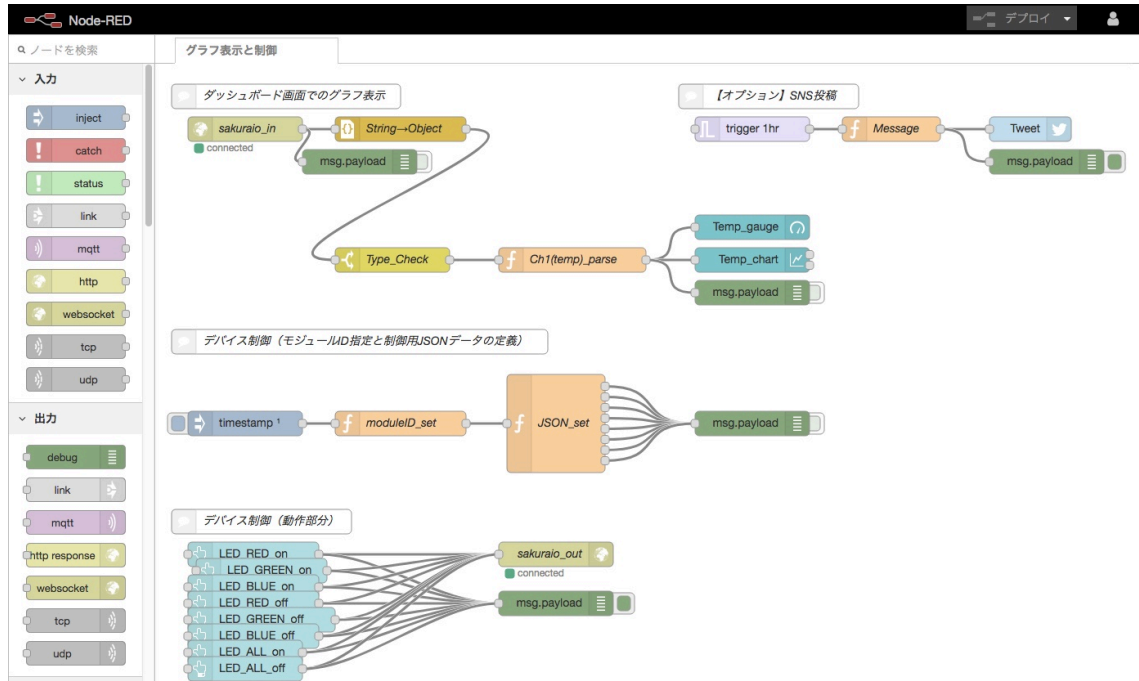 Node-RED
デプロイ
ノードを検索
グラフ表示と制御
入力
inject
catch
status
link
mqtt
http
websocket
tcp
udp
出力
debug
link
mqtt
http response
websocket
tcp
udp
ダッシュボード画面でのグラフ表示
sakuraio_in
connected
String→Object
msg.payload
Type_Check
Ch1(temp)_parse
Temp_gauge
Temp_chart
msg.payload
【オプション】SNS投稿
trigger 1hr
Message
Tweet
msg.payload
デバイス制御（モジュールID指定と制御用JSONデータの定義）
timestamp ¹
moduleID_set
JSON_set
msg.payload
デバイス制御（動作部分）
LED_RED_on
LED_GREEN_on
LED_BLUE_on
LED_RED_off
LED_GREEN_off
LED_BLUE_off
LED_ALL_on
LED_ALL_off
sakuraio_out
connected
msg.payload